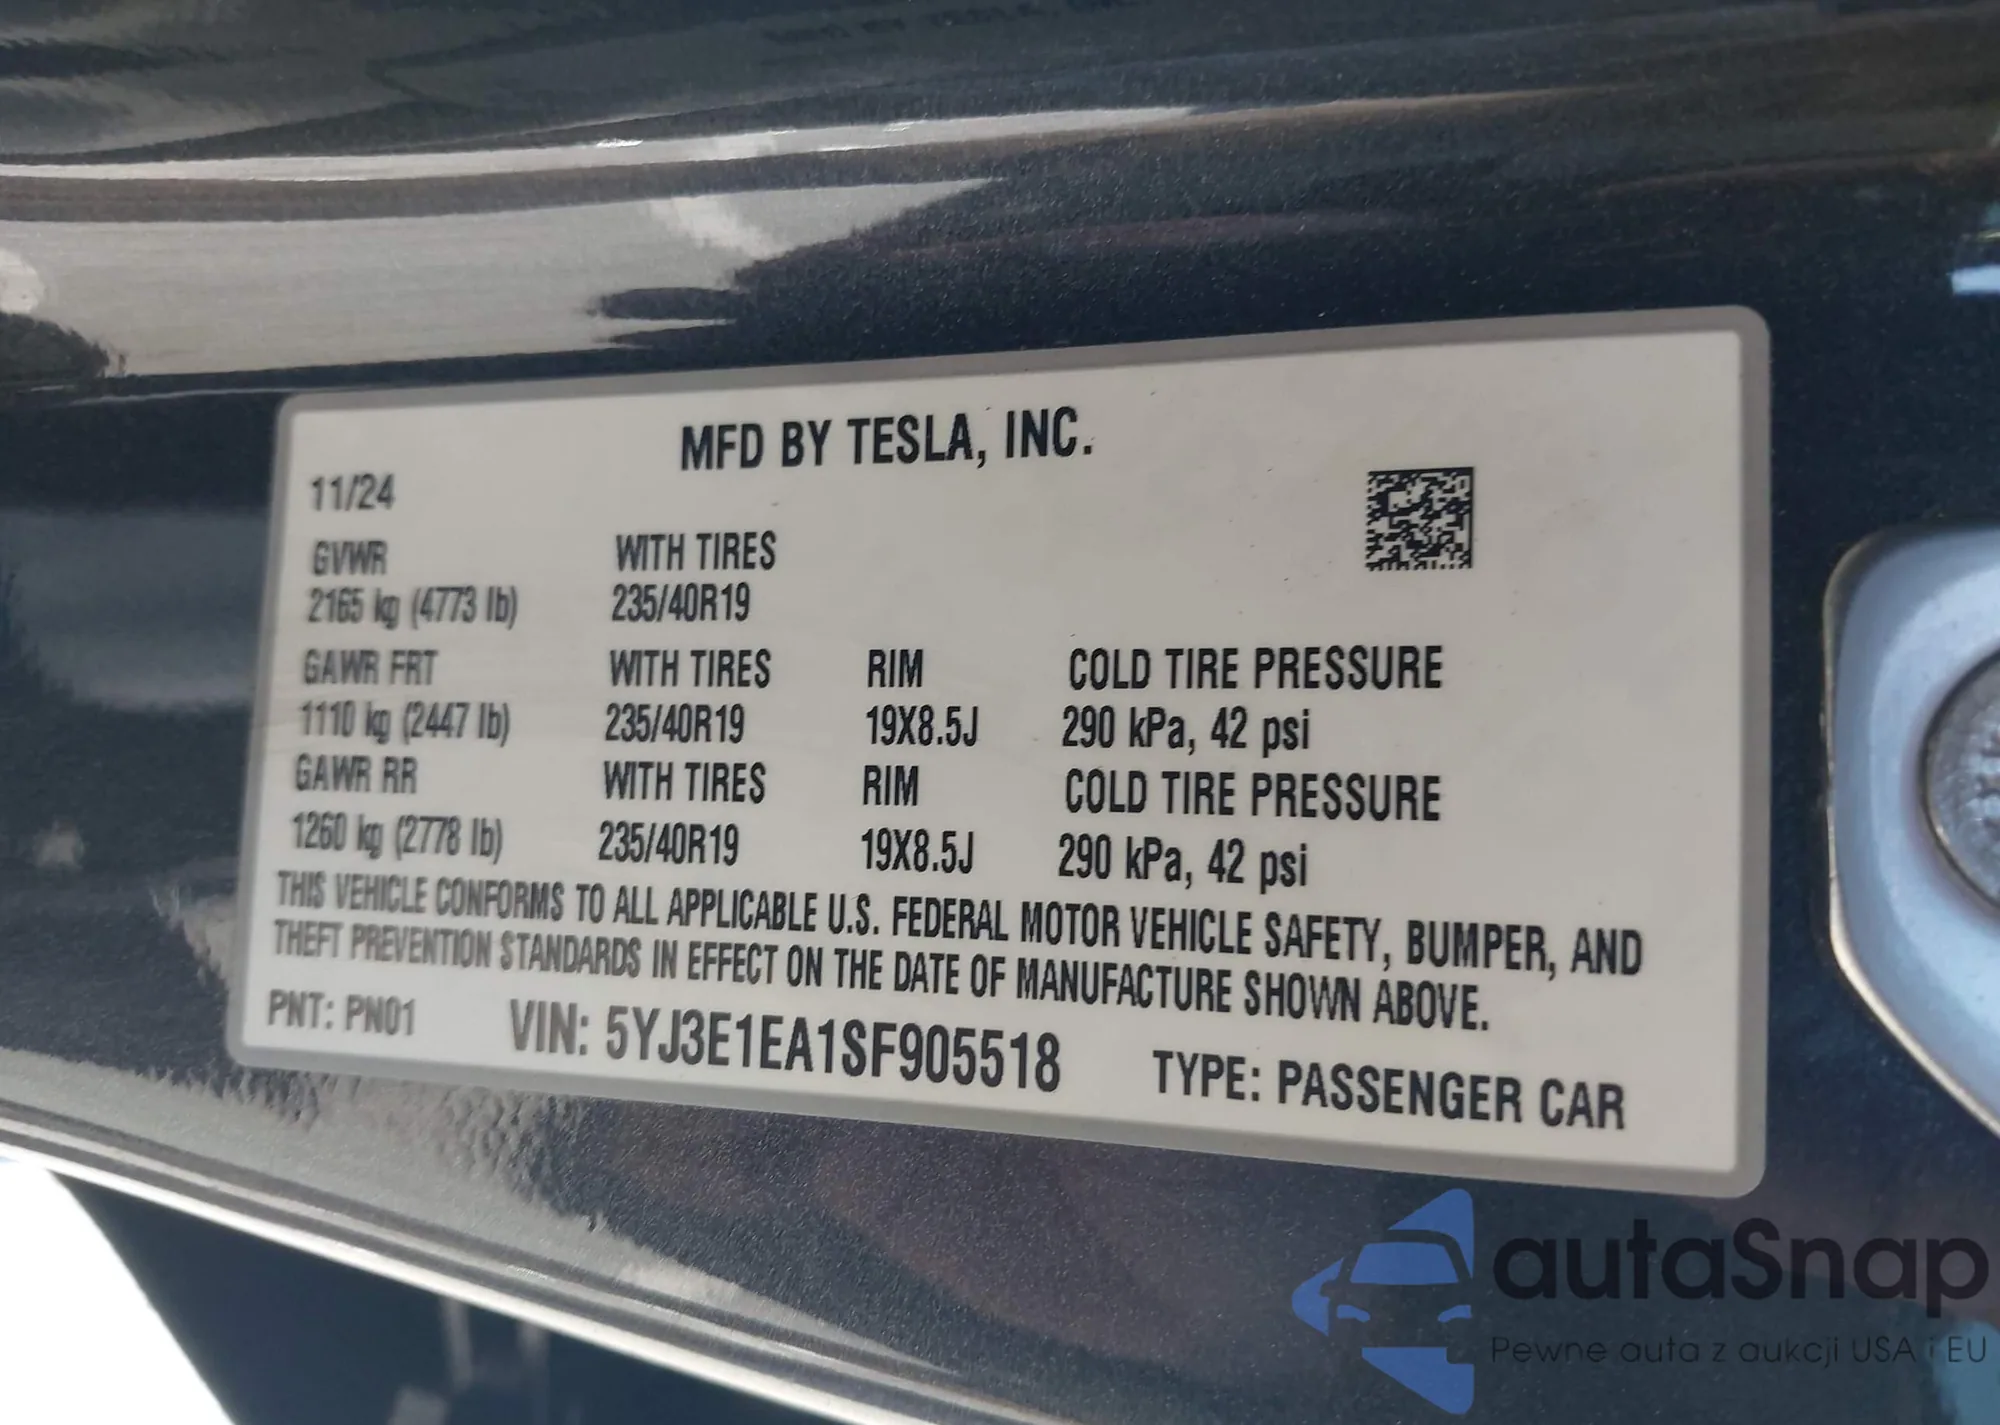 MFD BY TESLA, INC.
11/24
GVWR WITH TIRES
2165 kg (4773 lb) 235/40R19
GAWR FRT WITH TIRES RIM COLD TIRE PRESSURE
1110 kg (2447 lb) 235/40R19 19X8.5J 290 kPa, 42 psi
GAWR RR WITH TIRES RIM COLD TIRE PRESSURE
1260 kg (2778 lb) 235/40R19 19X8.5J 290 kPa, 42 psi
THIS VEHICLE CONFORMS TO ALL APPLICABLE U.S. FEDERAL MOTOR VEHICLE SAFETY, BUMPER, AND
THEFT PREVENTION STANDARDS IN EFFECT ON THE DATE OF MANUFACTURE SHOWN ABOVE.
PNT: PN01 VIN: 5YJ3E1EA1SF905518 TYPE: PASSENGER CAR
autaSnap
Pewne auta z aukcji USA i EU